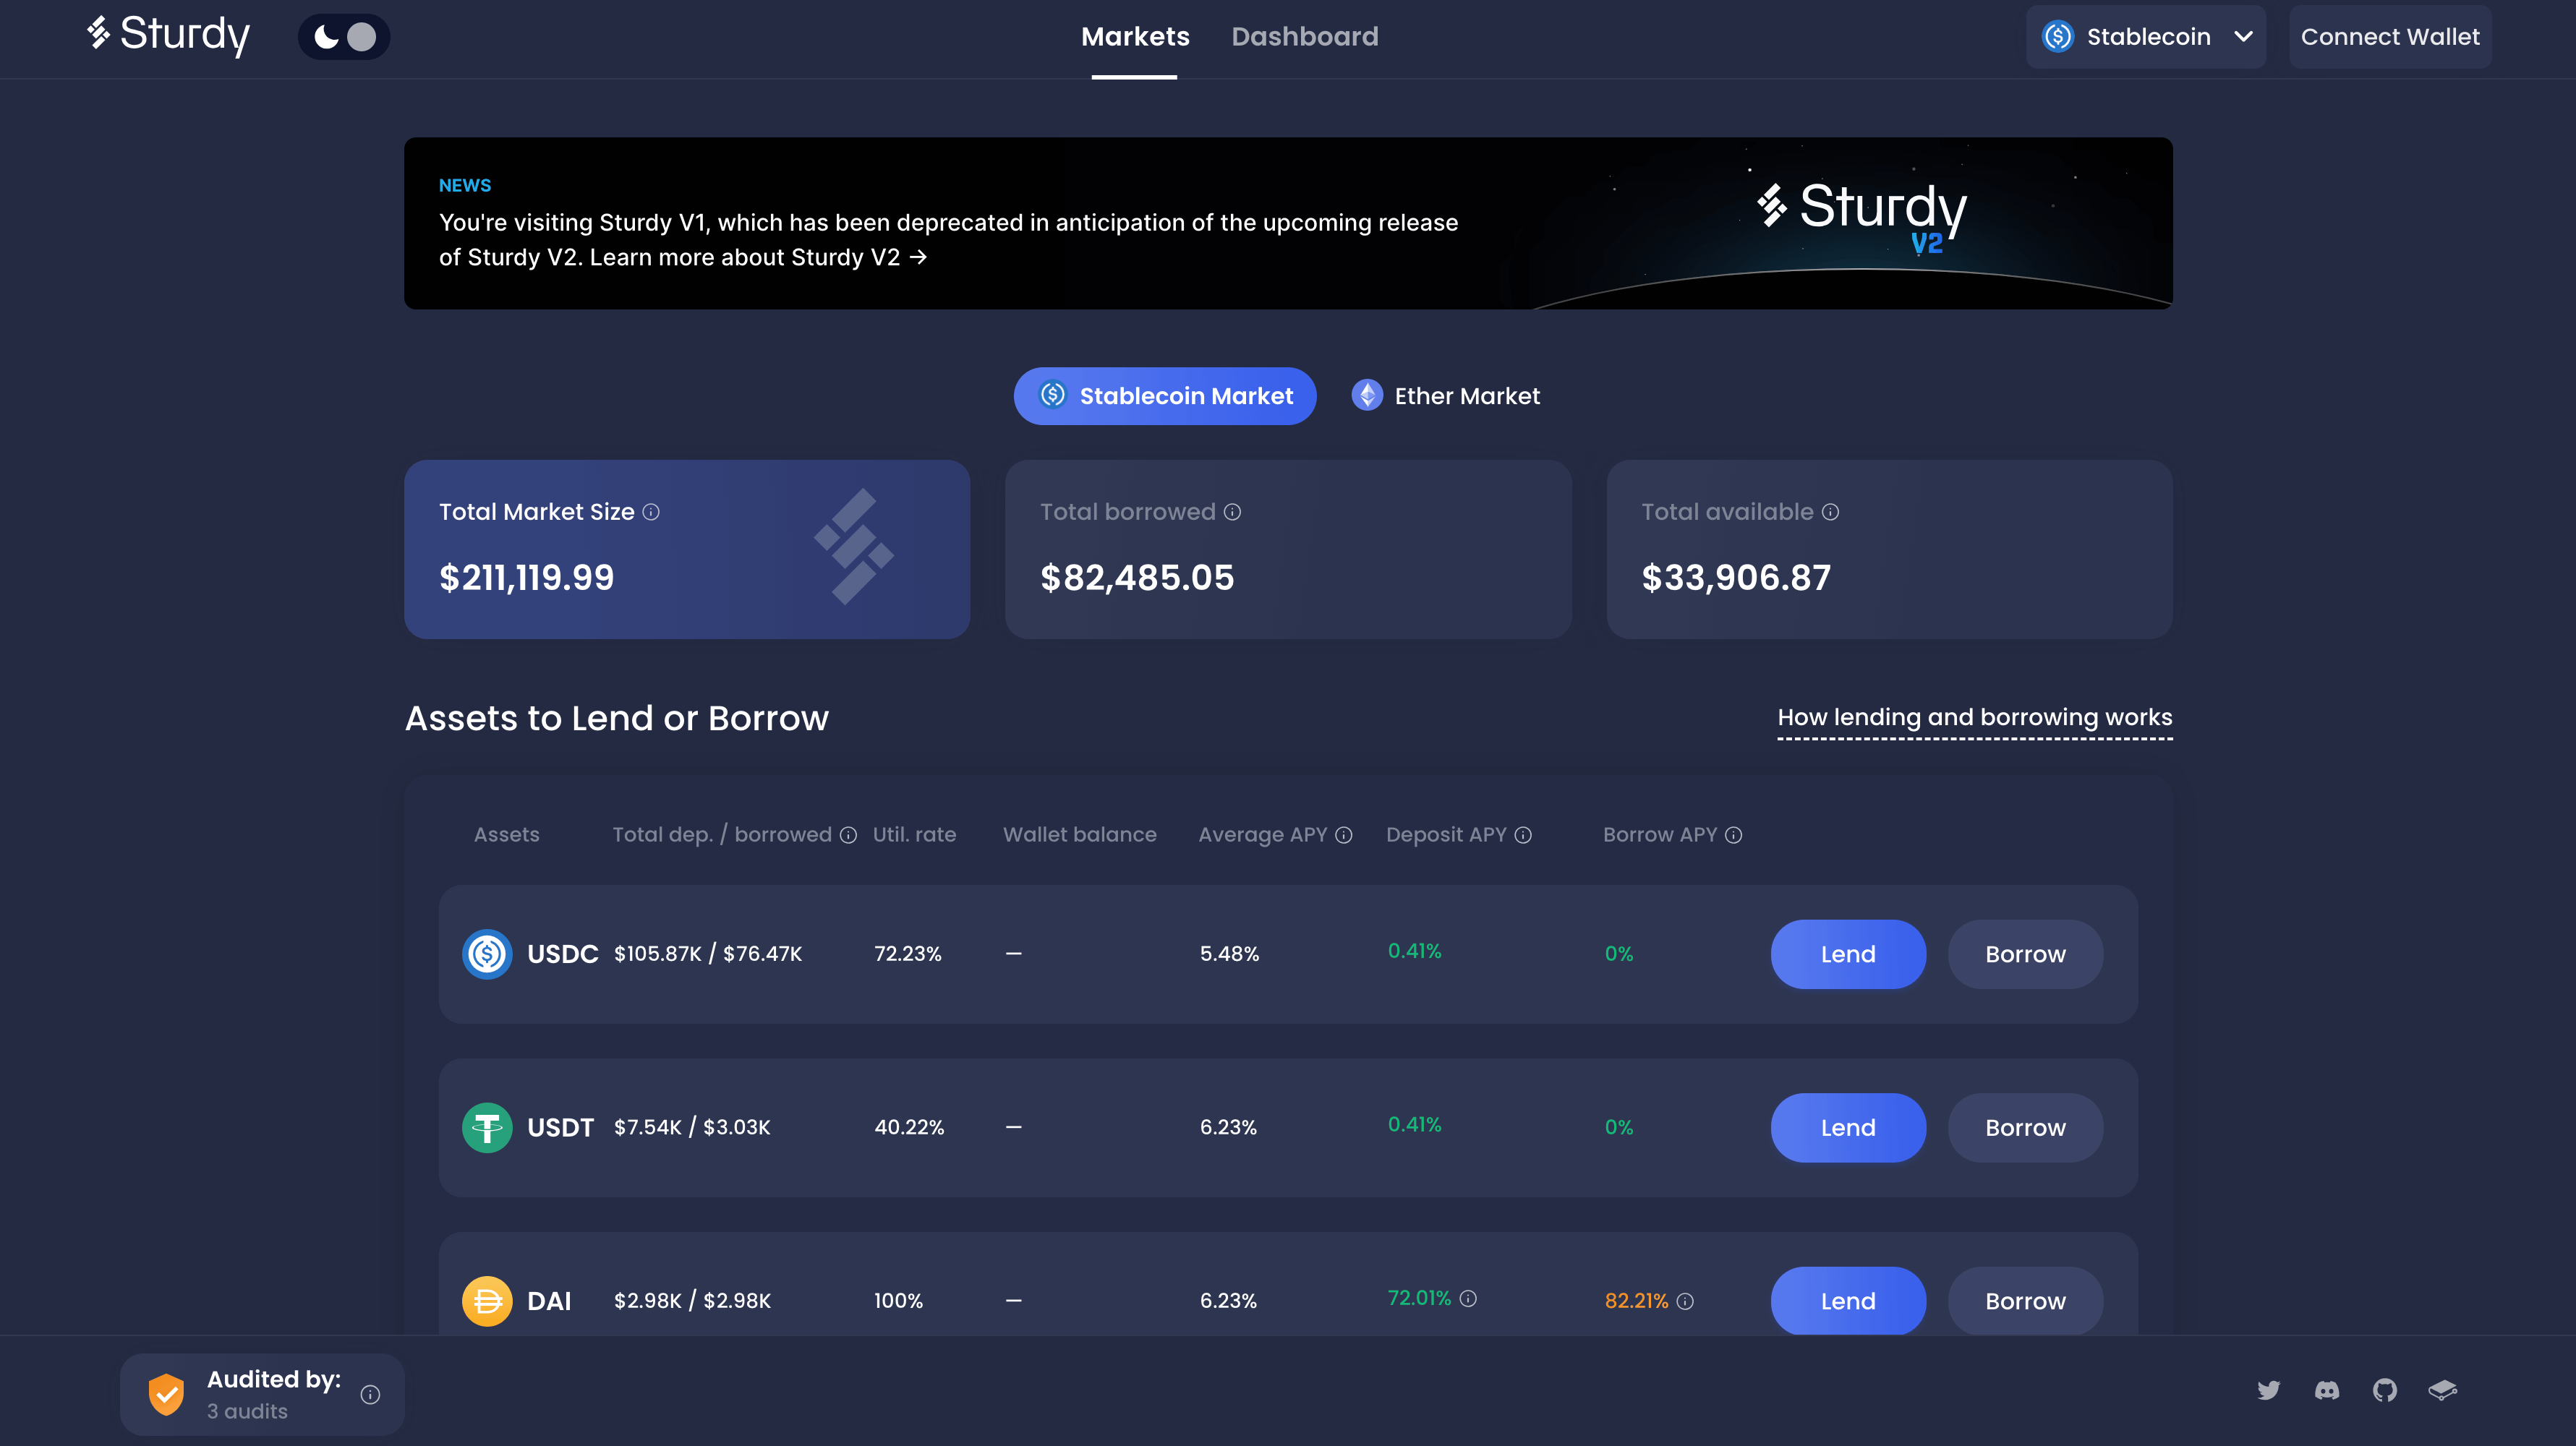 Sturdy
Markets Dashboard
Stablecoin
Connect Wallet
NEWS
You're visiting Sturdy V1, which has been deprecated in anticipation of the upcoming release
of Sturdy V2. Learn more about Sturdy V2 →
Sturdy
V2
Stablecoin Market Ether Market
Total Market Size
$211,119.99
Total borrowed
$82,485.05
Total available
$33,906.87
Assets to Lend or Borrow
How lending and borrowing works
Assets Total dep. / borrowed Util. rate Wallet balance Average APY Deposit APY Borrow APY
USDC $105.87K / $76.47K 72.23% — 5.48% 0.41% 0% Lend Borrow
USDT $7.54K / $3.03K 40.22% — 6.23% 0.41% 0% Lend Borrow
DAI $2.98K / $2.98K 100% — 6.23% 72.01% 82.21% Lend Borrow
Audited by:
3 audits